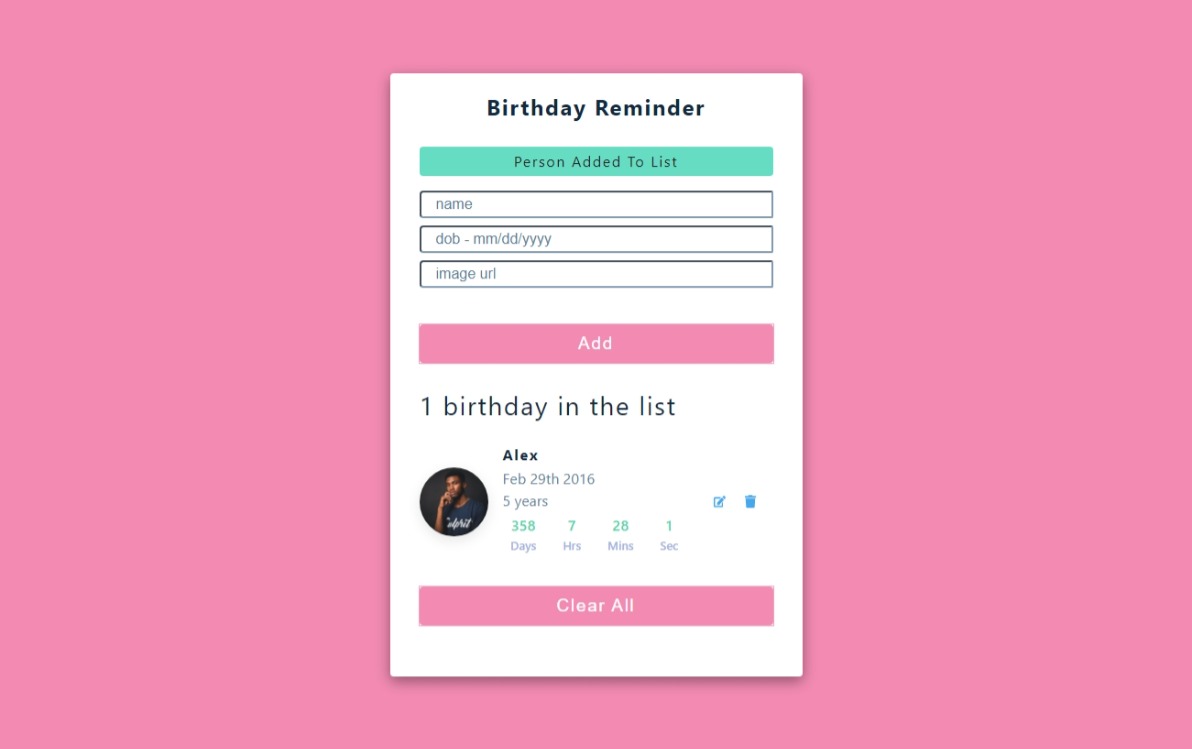 Birthday Reminder
Person Added To List
name
dob - mm/dd/yyyy
image url
Add
1 birthday in the list
Alex
Feb 29th 2016
5 years
358 7 28 1
Days Hrs Mins Sec
Clear All